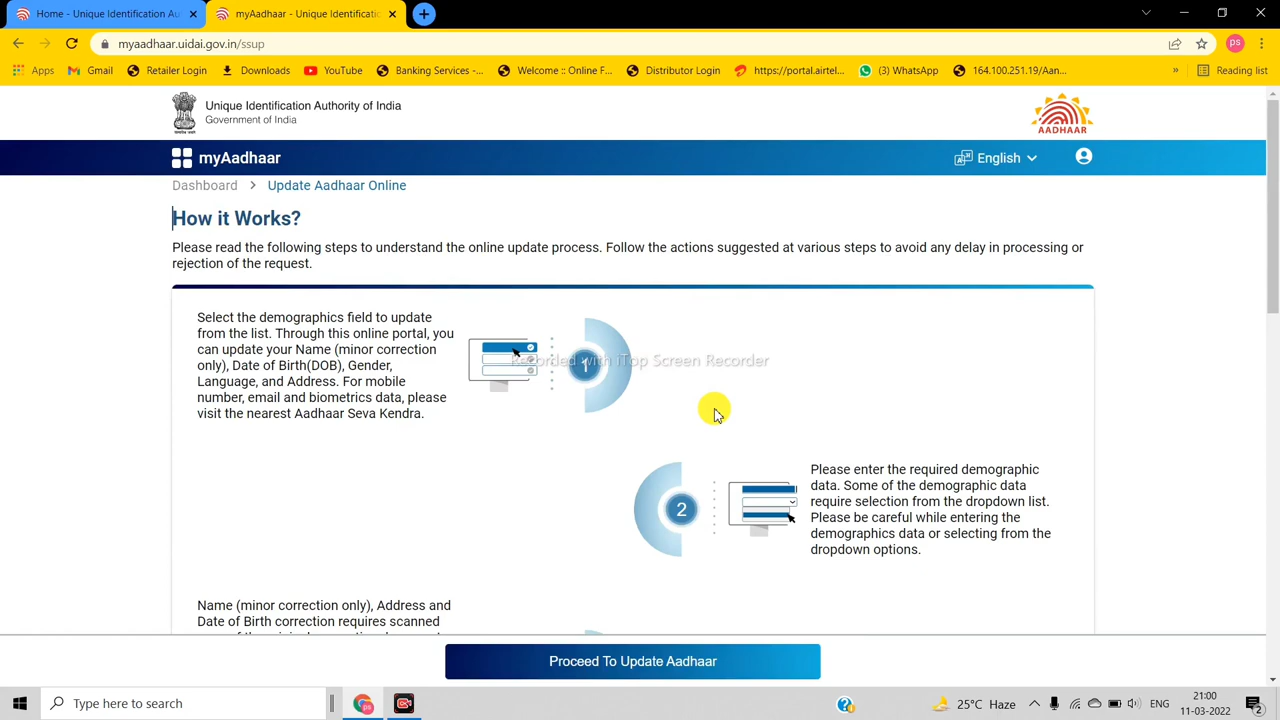 Home - Unique Identification Au
myAadhaar - Unique Identificatio
myaadhaar.uidai.gov.in/ssup
ps
Apps
Gmail
Retailer Login
Downloads
YouTube
Banking Services -...
Welcome :: Online F...
Distributor Login
https://portal.airtel...
(3) WhatsApp
164.100.251.19/Aan...
»
Reading list
Unique Identification Authority of India
Government of India
AADHAAR
myAadhaar
English
Dashboard > Update Aadhaar Online
How it Works?
Please read the following steps to understand the online update process. Follow the actions suggested at various steps to avoid any delay in processing or
rejection of the request.
Select the demographics field to update
from the list. Through this online portal, you
can update your Name (minor correction
only), Date of Birth(DOB), Gender,
Language, and Address. For mobile
number, email and biometrics data, please
visit the nearest Aadhaar Seva Kendra.
1
Recorded with iTop Screen Recorder
2
Please enter the required demographic
data. Some of the demographic data
require selection from the dropdown list.
Please be careful while entering the
demographics data or selecting from the
dropdown options.
Name (minor correction only), Address and
Date of Birth correction requires scanned
Proceed To Update Aadhaar
Type here to search
ps
25°C Haze
ENG
21:00
11-03-2022
2